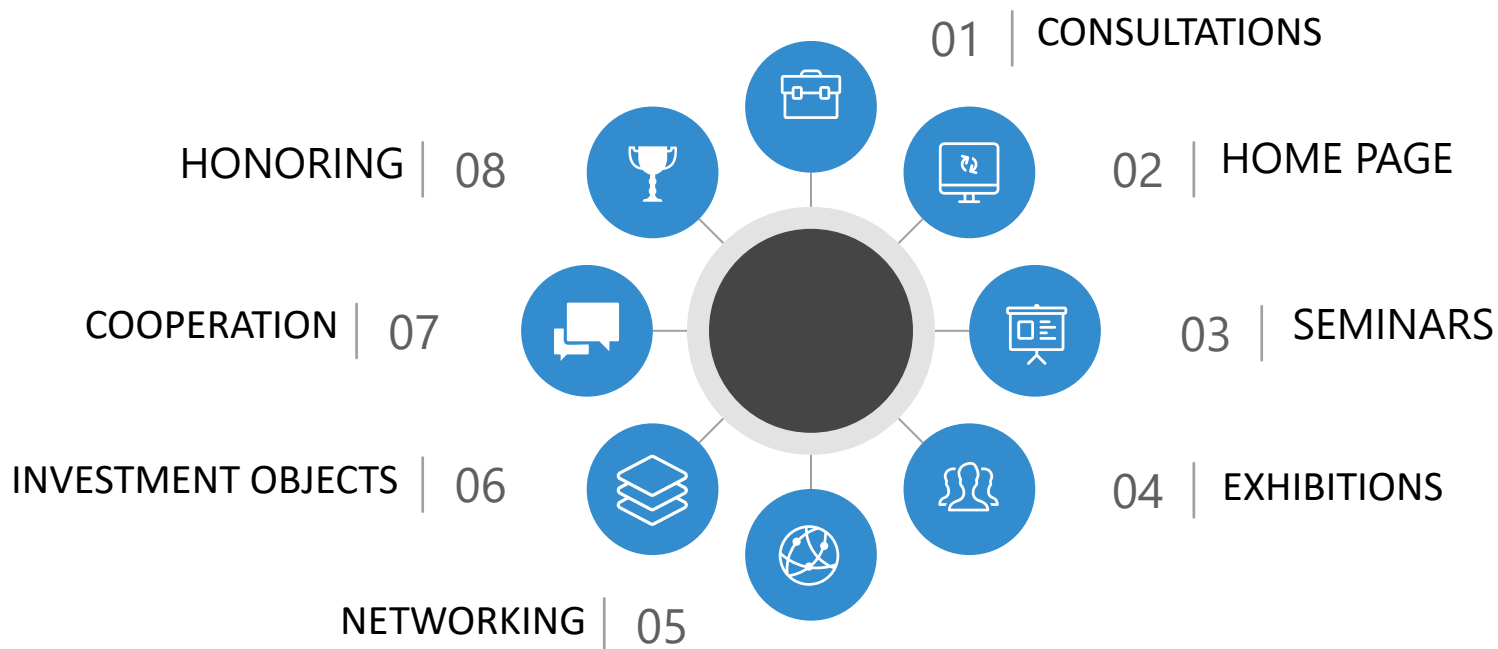 01 CONSULTATIONS
02 HOME PAGE
03 SEMINARS
04 EXHIBITIONS
NETWORKING 05
INVESTMENT OBJECTS 06
COOPERATION 07
HONORING 08